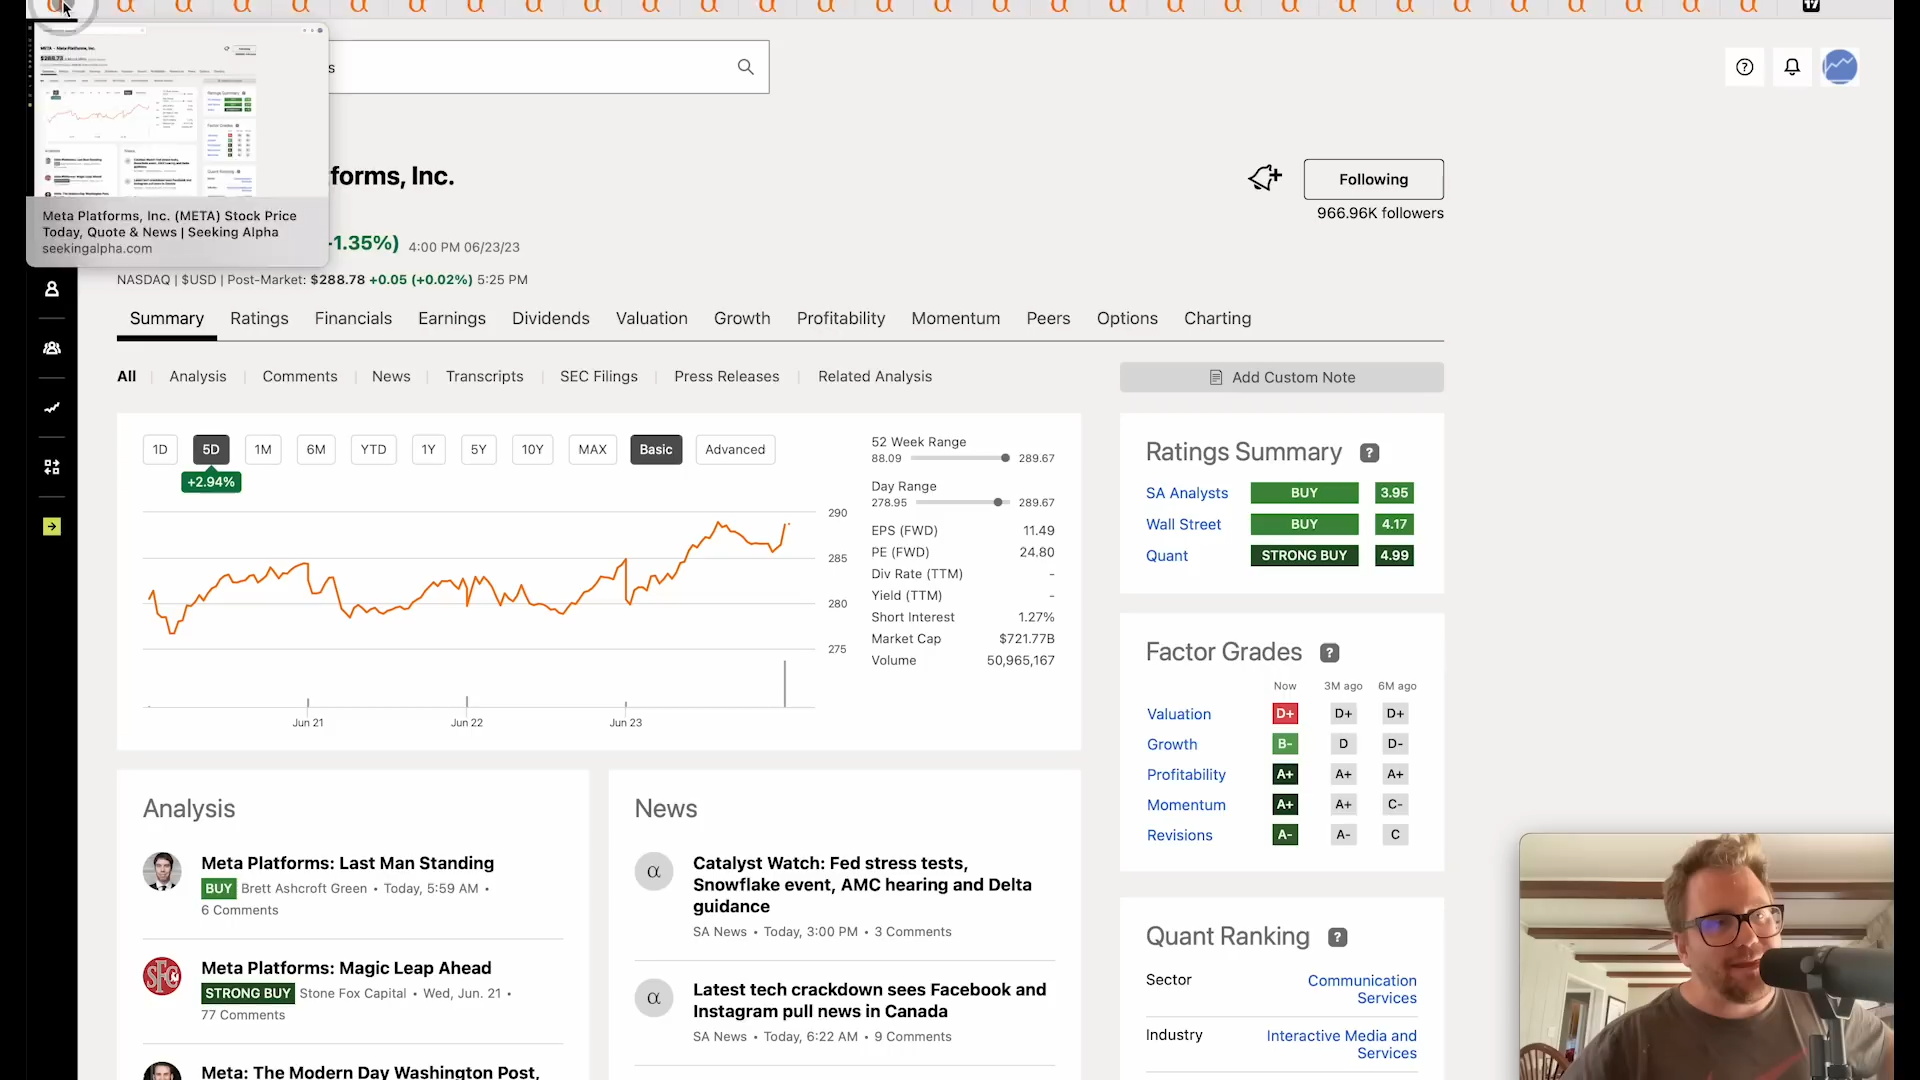 α α α α α α α α α α α α α α α α α α α α α α α α α α α α α α 17
META - Meta Platforms, Inc.
$288.73
Meta Platforms, Inc. (META) Stock Price
Today, Quote & News | Seeking Alpha
seekingalpha.com
s
forms, Inc.
Following
966.96K followers
1.35%) 4:00 PM 06/23/23
NASDAQ | $USD | Post-Market: $288.78 +0.05 (+0.02%) 5:25 PM
Summary Ratings Financials Earnings Dividends Valuation Growth Profitability Momentum Peers Options Charting
All | Analysis | Comments | News | Transcripts | SEC Filings | Press Releases | Related Analysis
Add Custom Note
1D 5D 1M 6M YTD 1Y 5Y 10Y MAX Basic Advanced
+2.94%
290
285
280
275
Jun 21 Jun 22 Jun 23
52 Week Range
88.09 289.67
Day Range
278.95 289.67
EPS (FWD) 11.49
PE (FWD) 24.80
Div Rate (TTM) -
Yield (TTM) -
Short Interest 1.27%
Market Cap $721.77B
Volume 50,965,167
Ratings Summary ?
SA Analysts BUY 3.95
Wall Street BUY 4.17
Quant STRONG BUY 4.99
Factor Grades ?
Now 3M ago 6M ago
Valuation D+ D+ D+
Growth B- D D-
Profitability A+ A+ A+
Momentum A+ A+ C-
Revisions A- A- C
Quant Ranking ?
Sector Communication
Services
Industry Interactive Media and
Services
Analysis
Meta Platforms: Last Man Standing
BUY Brett Ashcroft Green • Today, 5:59 AM •
6 Comments
SFC
Meta Platforms: Magic Leap Ahead
STRONG BUY Stone Fox Capital • Wed, Jun. 21 •
77 Comments
Meta: The Modern Day Washington Post,
News
α
Catalyst Watch: Fed stress tests,
Snowflake event, AMC hearing and Delta
guidance
SA News • Today, 3:00 PM • 3 Comments
α
Latest tech crackdown sees Facebook and
Instagram pull news in Canada
SA News • Today, 6:22 AM • 9 Comments